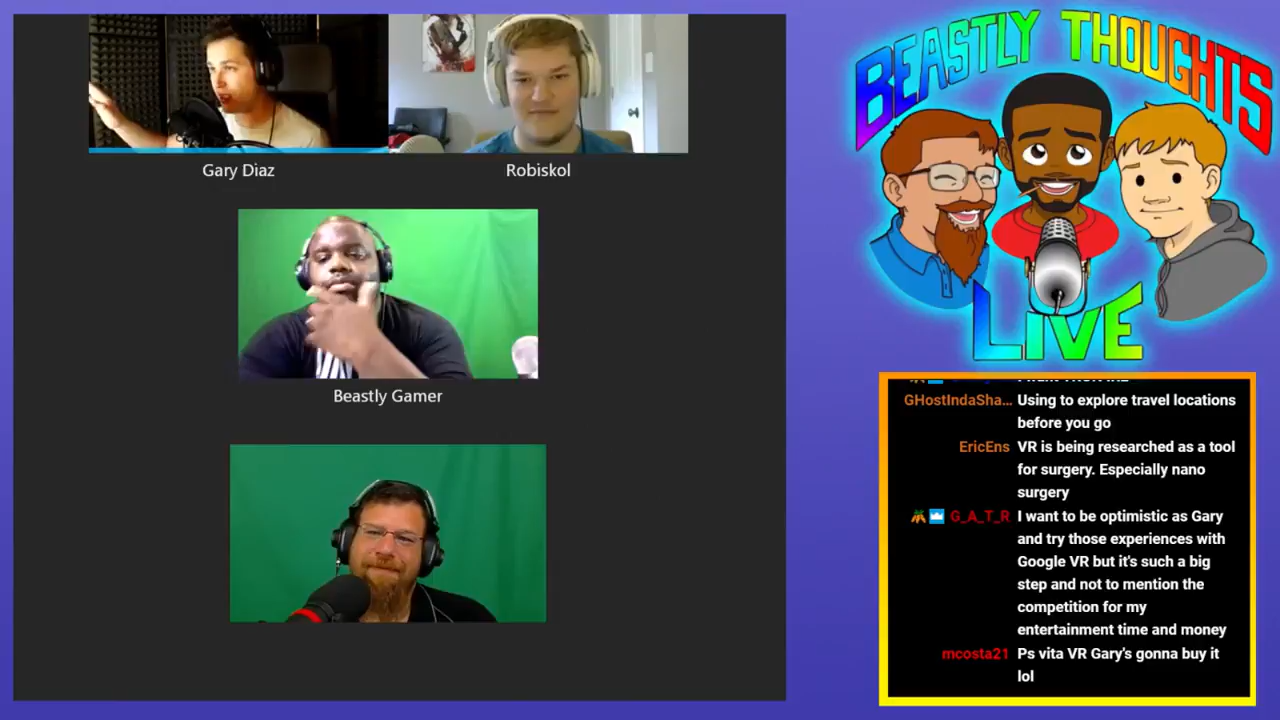 BEASTLY THOUGHTS
LIVE
Gary Diaz
Robiskol
Beastly Gamer
GHostIndaSha... Using to explore travel locations
before you go
EricEns VR is being researched as a tool
for surgery. Especially nano
surgery
G_A_T_R I want to be optimistic as Gary
and try those experiences with
Google VR but it's such a big
step and not to mention the
competition for my
entertainment time and money
mcosta21 Ps vita VR Gary's gonna buy it
lol